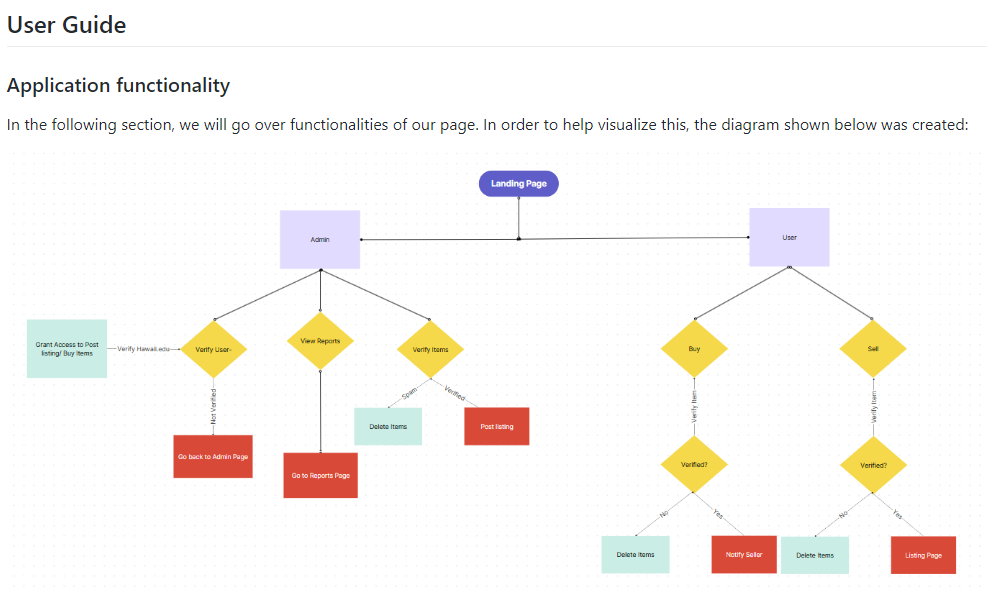 User Guide
Application functionality
In the following section, we will go over functionalities of our page. In order to help visualize this, the diagram shown below was created:
Landing Page
Admin
User
Grant Access to Post
listing/ Buy Items
Verify Hawaii.edu
Verify User-
View Reports
Verify Items
Buy
Sell
Not Verified
Spam
Verified
Verify Item
Verify Item
Delete Items
Post listing
Go back to Admin Page
Go to Reports Page
Verified?
Verified?
No
Yes
No
Yes
Delete Items
Notify Seller
Delete Items
Listing Page